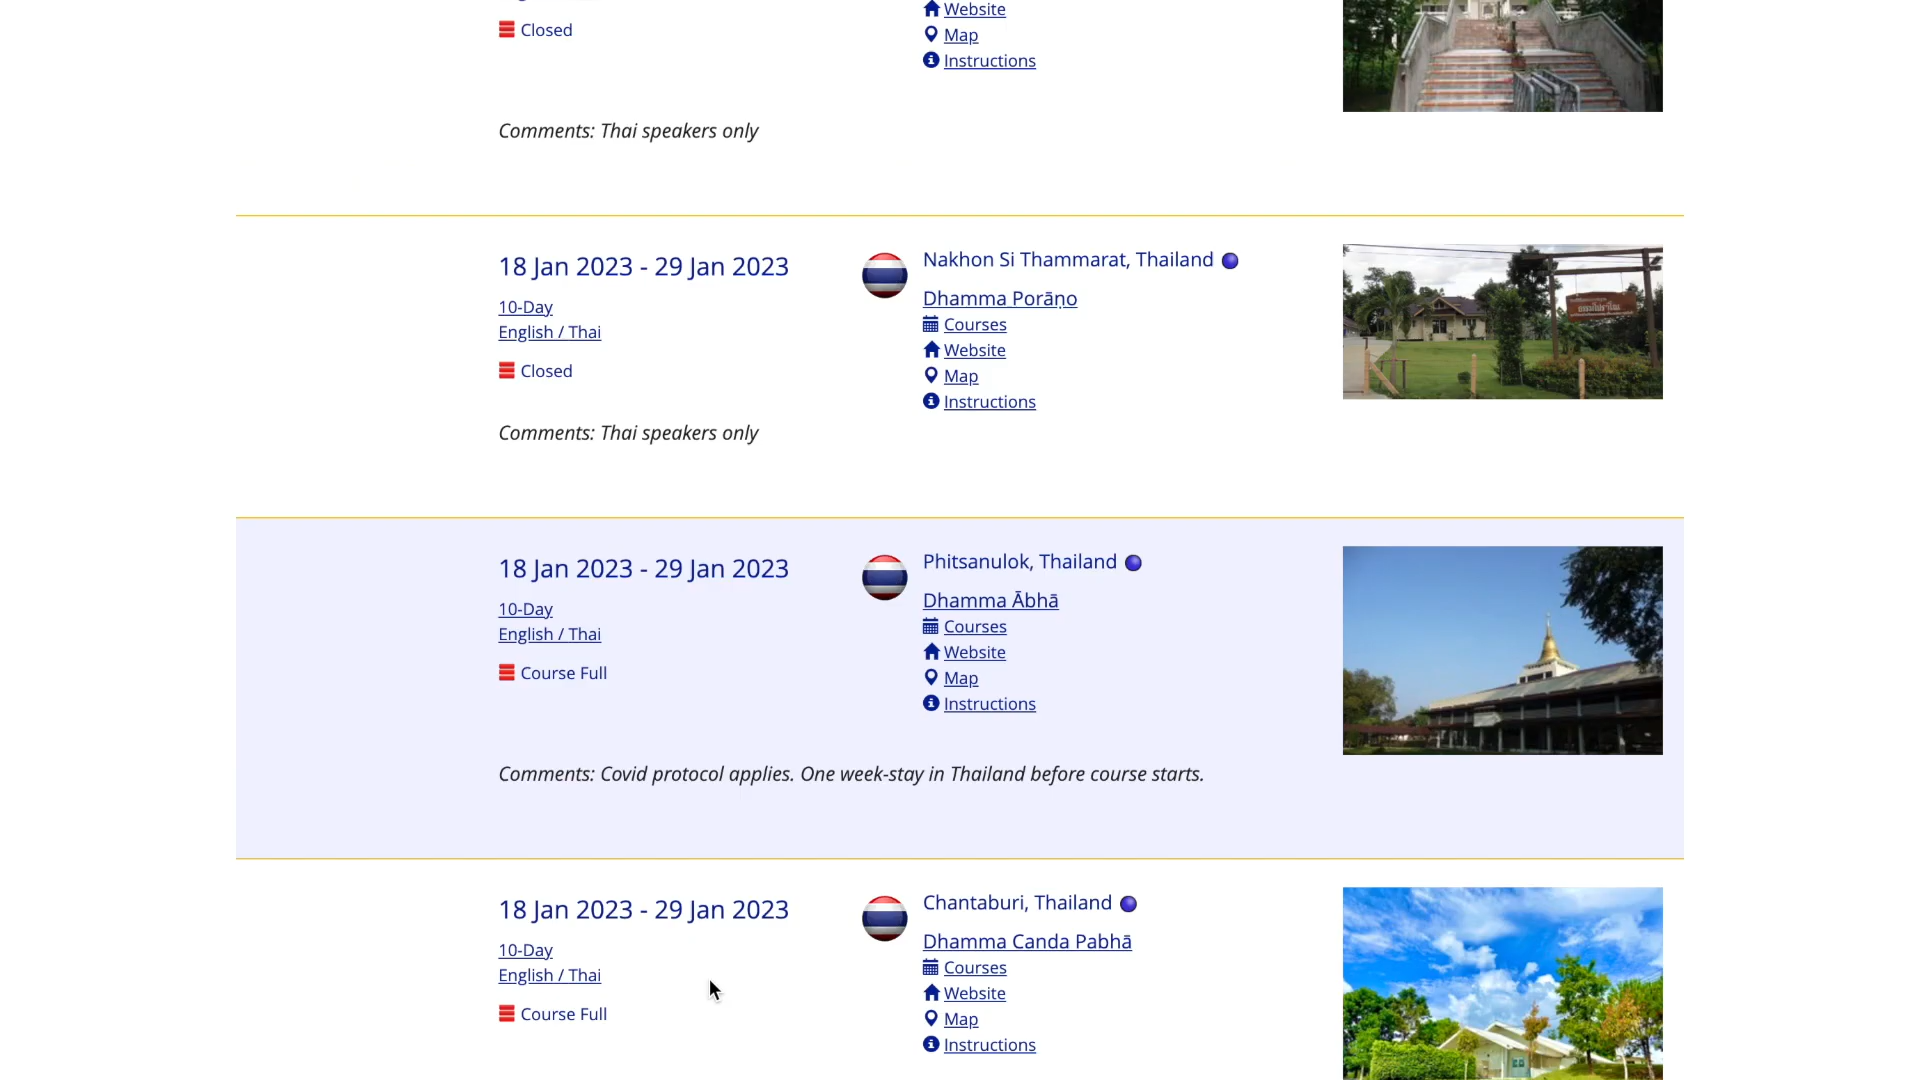 Website
Closed
Map
Instructions
Comments: Thai speakers only
18 Jan 2023 - 29 Jan 2023
10-Day
English / Thai
Closed
Nakhon Si Thammarat, Thailand
Dhamma Porāṇo
Courses
Website
Map
Instructions
Comments: Thai speakers only
18 Jan 2023 - 29 Jan 2023
10-Day
English / Thai
Course Full
Phitsanulok, Thailand
Dhamma Ābhā
Courses
Website
Map
Instructions
Comments: Covid protocol applies. One week-stay in Thailand before course starts.
18 Jan 2023 - 29 Jan 2023
10-Day
English / Thai
Course Full
Chantaburi, Thailand
Dhamma Canda Pabhā
Courses
Website
Map
Instructions